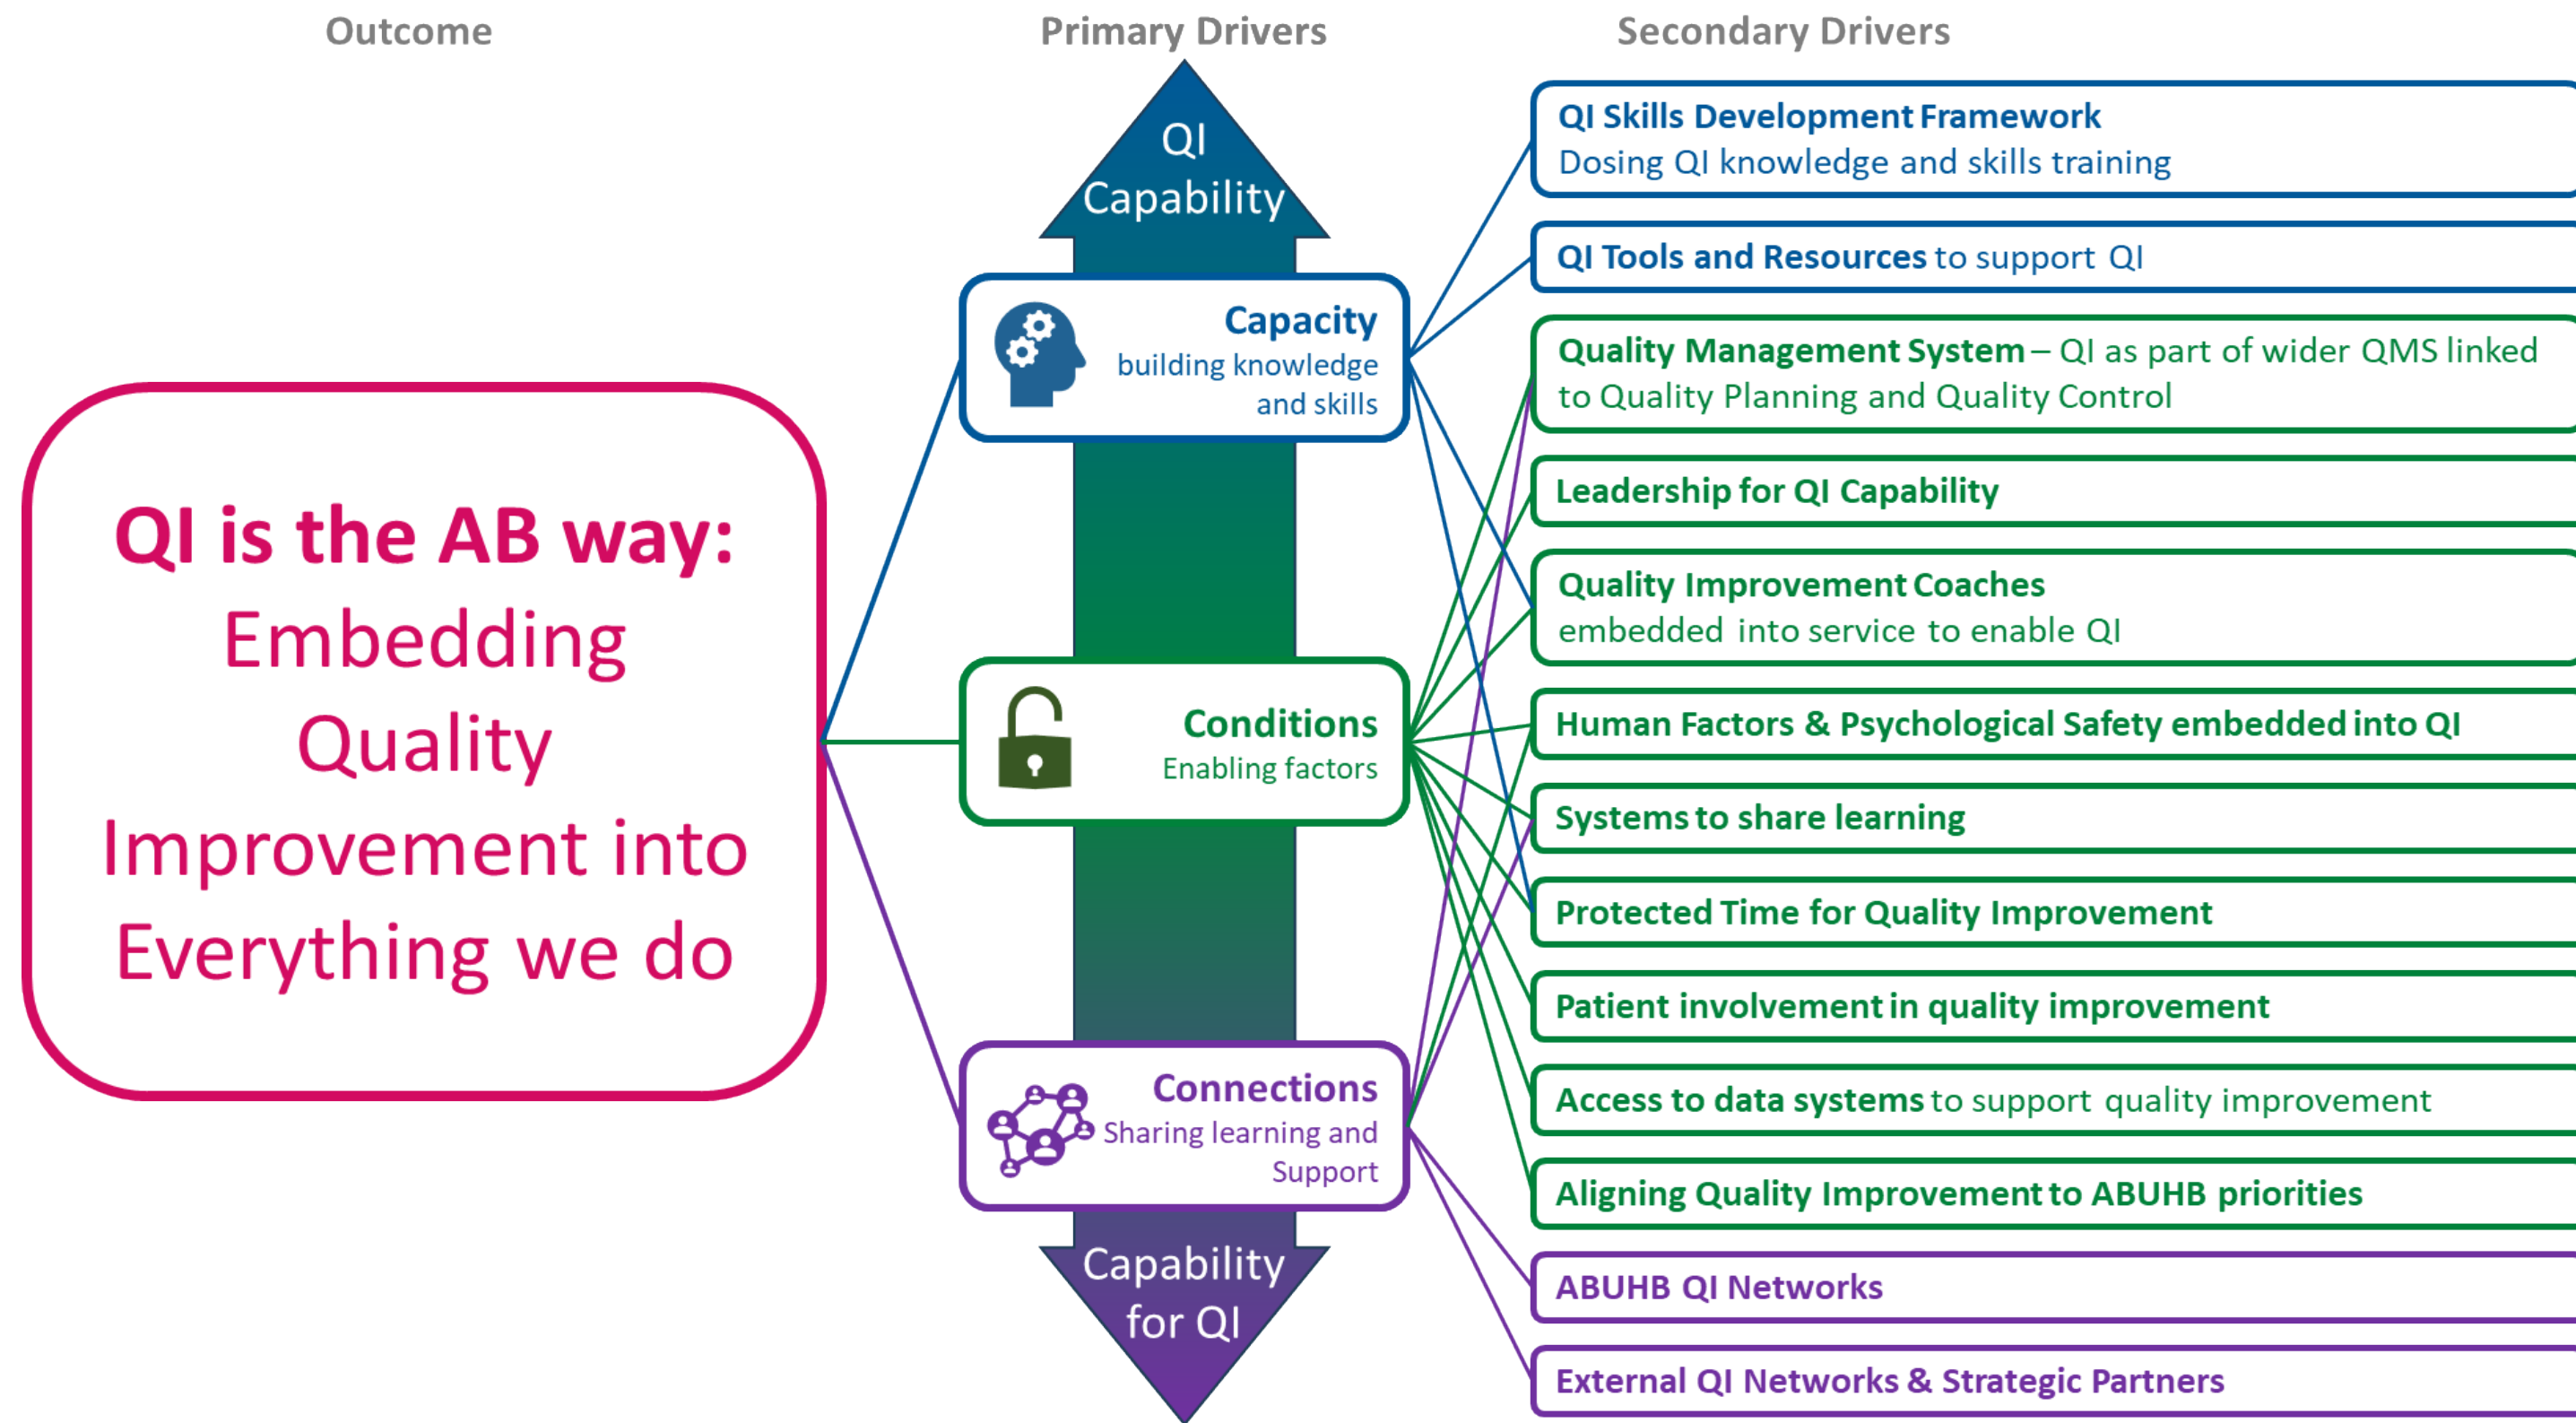 Outcome
Primary Drivers
Secondary Drivers
QI is the AB way:
Embedding
Quality
Improvement into
Everything we do
QI
Capability
Capacity
building knowledge
and skills
Conditions
Enabling factors
Connections
Sharing learning and
Support
Capability
for QI
QI Skills Development Framework
Dosing QI knowledge and skills training
QI Tools and Resources to support QI
Quality Management System – QI as part of wider QMS linked
to Quality Planning and Quality Control
Leadership for QI Capability
Quality Improvement Coaches
embedded into service to enable QI
Human Factors & Psychological Safety embedded into QI
Systems to share learning
Protected Time for Quality Improvement
Patient involvement in quality improvement
Access to data systems to support quality improvement
Aligning Quality Improvement to ABUHB priorities
ABUHB QI Networks
External QI Networks & Strategic Partners